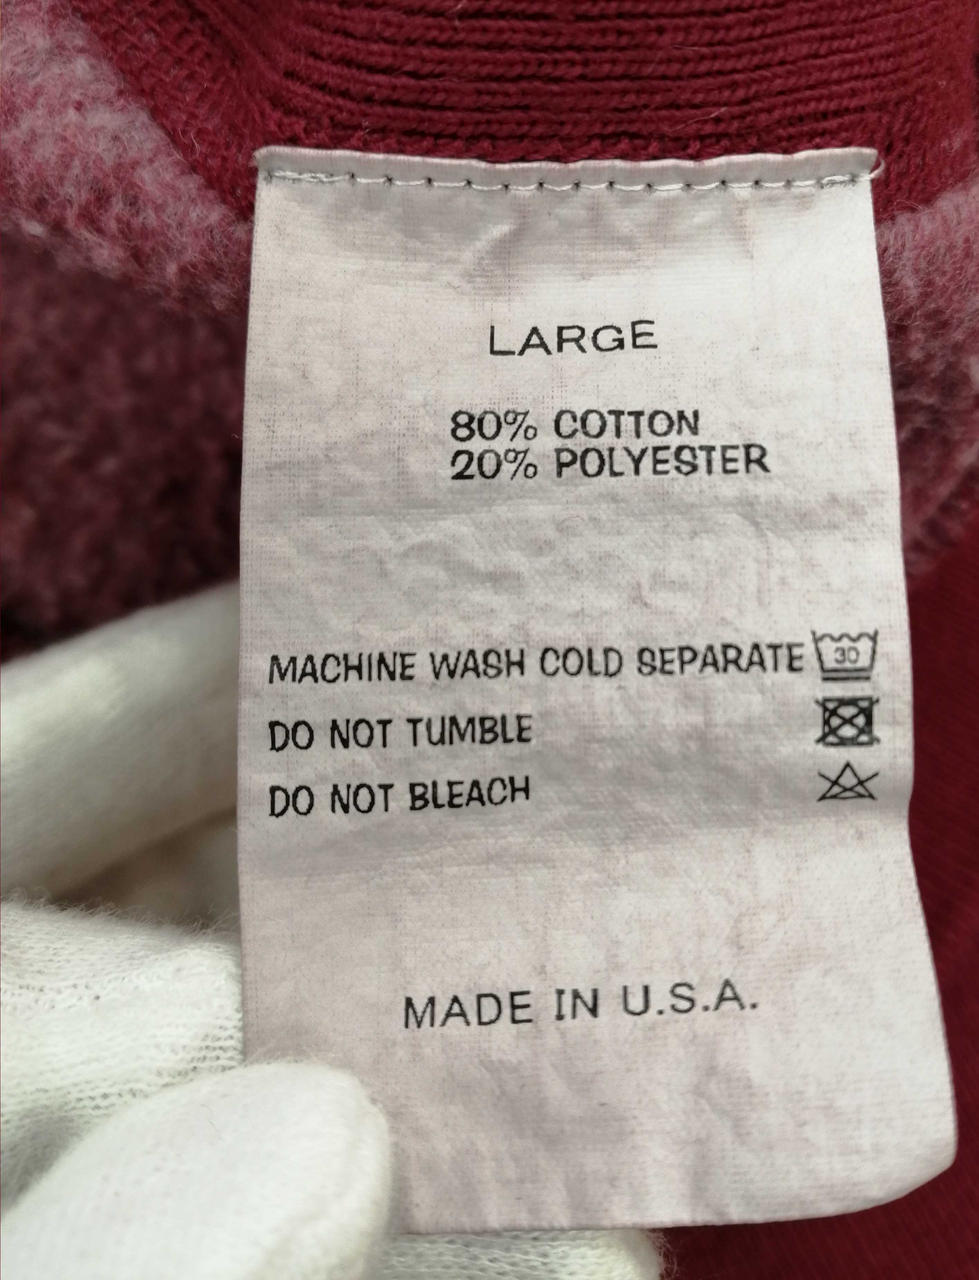 LARGE
80% COTTON
20% POLYESTER
MACHINE WASH COLD SEPARATE 30
DO NOT TUMBLE
DO NOT BLEACH
MADE IN U.S.A.